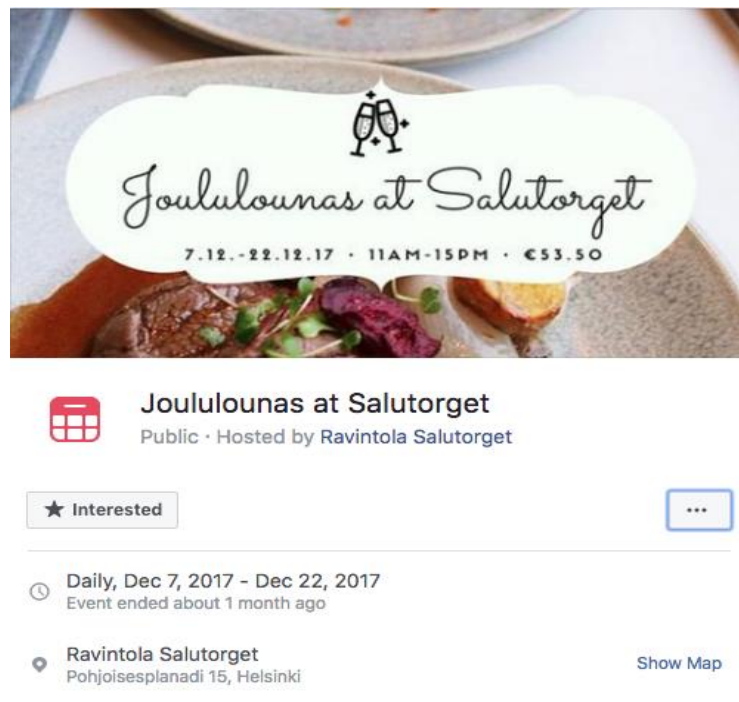 Joululounas at Salutorget
7.12.-22.12.17 · 11AM-15PM · €53.50
Joululounas at Salutorget
Public · Hosted by Ravintola Salutorget
Interested
...
Daily, Dec 7, 2017 - Dec 22, 2017
Event ended about 1 month ago
Ravintola Salutorget
Show Map
Pohjoisesplanadi 15, Helsinki